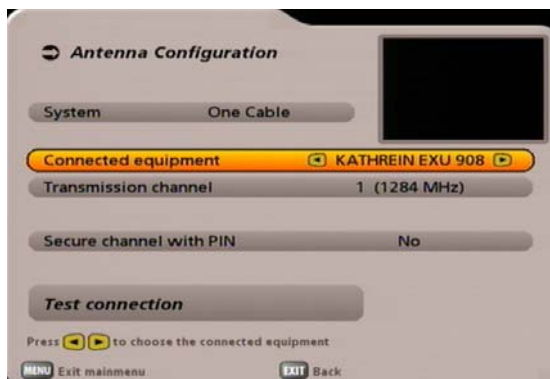 Antenna Configuration
System One Cable
Connected equipment KATHREIN EXU 908
Transmission channel 1 (1284 MHz)
Secure channel with PIN No
Test connection
Press to choose the connected equipment
MENU Exit mainmenu EXIT Back